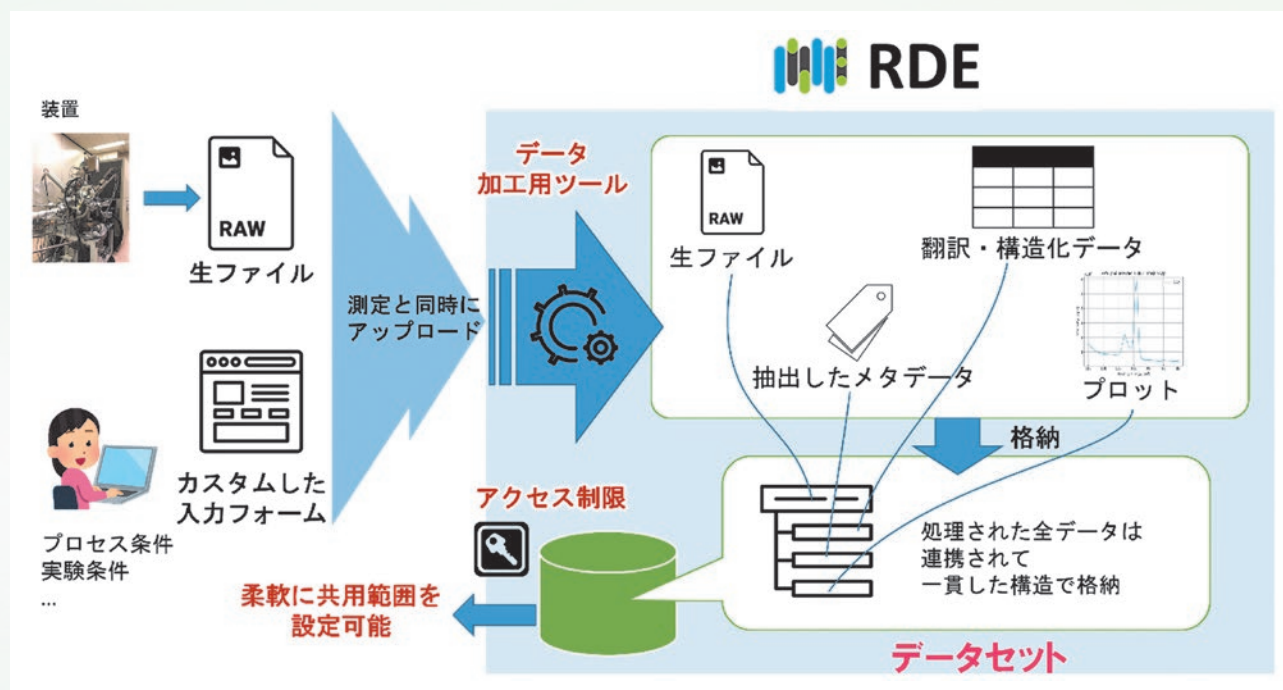 RDE
装置
RAW
生ファイル
カスタムした
入力フォーム
プロセス条件
実験条件
...
測定と同時に
アップロード
データ
加工用ツール
RAW
生ファイル
翻訳・構造化データ
抽出したメタデータ
プロット
格納
処理された全データは
連携されて
一貫した構造で格納
データセット
アクセス制限
柔軟に共用範囲を
設定可能